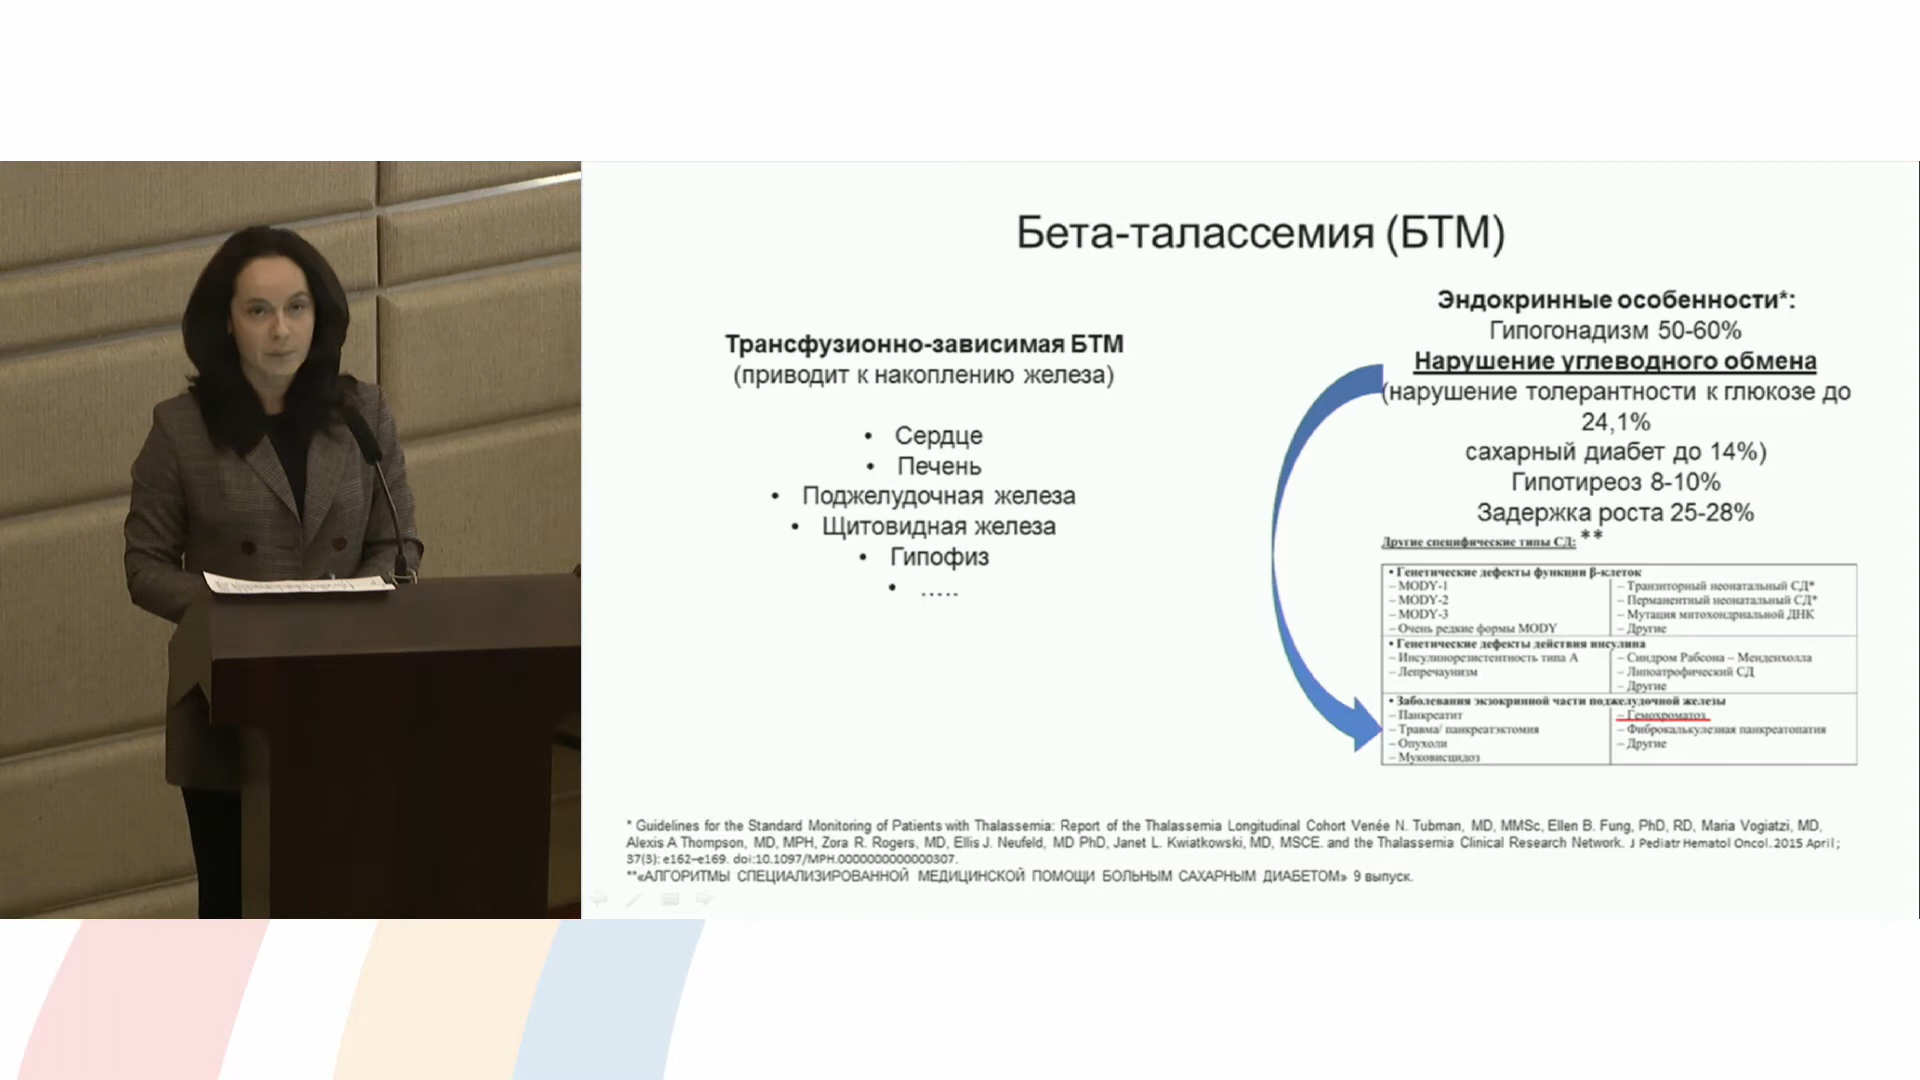 Бета-талассемия (БТМ)
Трансфузионно-зависимая БТМ
(приводит к накоплению железа)
• Сердце
• Печень
• Поджелудочная железа
• Щитовидная железа
• Гипофиз
• .....
Эндокринные особенности*:
Гипогонадизм 50-60%
Нарушение углеводного обмена
(нарушение толерантности к глюкозе до
24,1%
сахарный диабет до 14%)
Гипотиреоз 8-10%
Задержка роста 25-28%
Другие специфические типы СД: **
• Генетические дефекты функции β-клеток
– MODY-1
– MODY-2
– MODY-3
– Очень редкие формы MODY
– Транзиторный неонатальный СД*
– Перманентный неонатальный СД*
– Мутация митохондриальной ДНК
– Другие
• Генетические дефекты действия инсулина
– Инсулинорезистентность типа А
– Лепречаунизм
– Синдром Рабсона – Менденхолла
– Липоатрофический СД
– Другие
• Заболевания экзокринной части поджелудочной железы
– Панкреатит
– Травма/ панкреатэктомия
– Опухоли
– Муковисцидоз
– Гемохроматоз
– Фиброкалькулезная панкреатопатия
– Другие
* Guidelines for the Standard Monitoring of Patients with Thalassemia: Report of the Thalassemia Longitudinal Cohort Venée N. Tubman, MD, MMSc, Ellen B. Fung, PhD, RD, Maria Vogiatzi, MD,
Alexis A Thompson, MD, MPH, Zora R. Rogers, MD, Ellis J. Neufeld, MD PhD, Janet L. Kwiatkowski, MD, MSCE. and the Thalassemia Clinical Research Network. J Pediatr Hematol Oncol. 2015 April ;
37(3): e162–e169. doi:10.1097/MPH.0000000000000307.
**«АЛГОРИТМЫ СПЕЦИАЛИЗИРОВАННОЙ МЕДИЦИНСКОЙ ПОМОЩИ БОЛЬНЫМ САХАРНЫМ ДИАБЕТОМ» 9 выпуск.